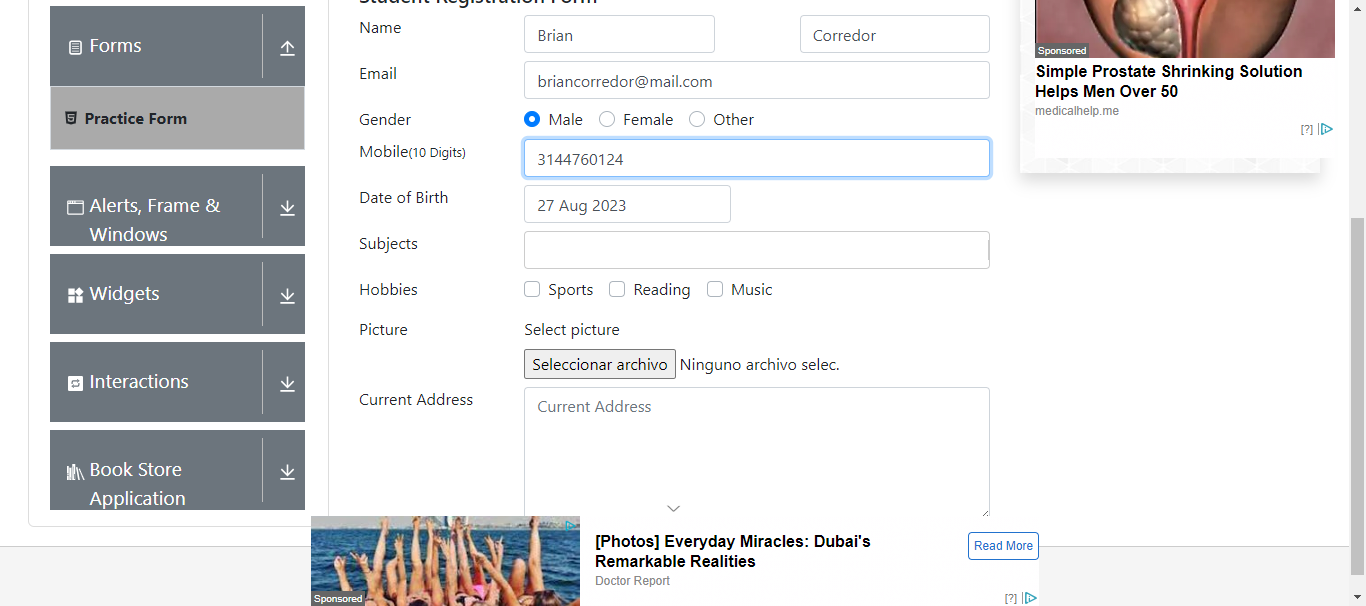 Student Registration Form
Forms
Practice Form
Alerts, Frame &
Windows
Widgets
Interactions
Book Store
Application
Name
Brian
Corredor
Email
briancorredor@mail.com
Gender
Male
Female
Other
Mobile(10 Digits)
3144760124
Date of Birth
27 Aug 2023
Subjects
Hobbies
Sports
Reading
Music
Picture
Select picture
Seleccionar archivo
Ninguno archivo selec.
Current Address
Current Address
Sponsored
Simple Prostate Shrinking Solution
Helps Men Over 50
medicalhelp.me
[?]
Sponsored
[Photos] Everyday Miracles: Dubai's
Remarkable Realities
Doctor Report
Read More
[?]